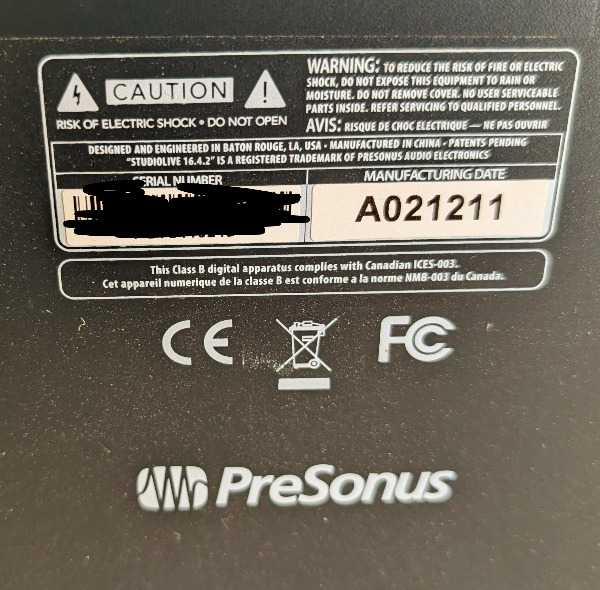 CAUTION
RISK OF ELECTRIC SHOCK • DO NOT OPEN
WARNING: TO REDUCE THE RISK OF FIRE OR ELECTRIC
SHOCK, DO NOT EXPOSE THIS EQUIPMENT TO RAIN OR
MOISTURE. DO NOT REMOVE COVER. NO USER SERVICEABLE
PARTS INSIDE. REFER SERVICING TO QUALIFIED PERSONNEL.
AVIS: RISQUE DE CHOC ELECTRIQUE — NE PAS OUVRIR
DESIGNED AND ENGINEERED IN BATON ROUGE, LA, USA • MANUFACTURED IN CHINA • PATENTS PENDING
"STUDIOLIVE 16.4.2" IS A REGISTERED TRADEMARK OF PRESONUS AUDIO ELECTRONICS
SERIAL NUMBER
MANUFACTURING DATE
A021211
This Class B digital apparatus complies with Canadian ICES-003.
Cet appareil numerique de la classe B est conforme a la norme NMB-003 du Canada.
CE FC
PreSonus